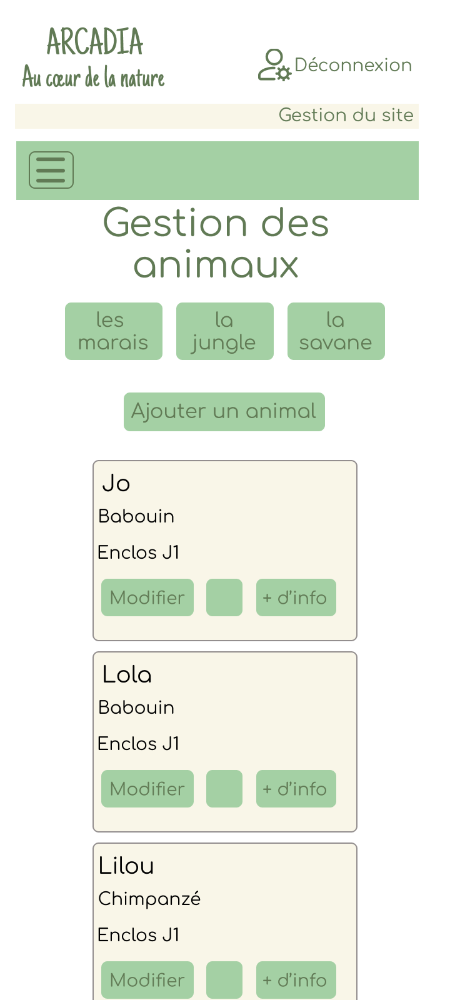 ARCADIA
Au cœur de la nature
Déconnexion
Gestion du site
Gestion des
animaux
les
marais
la
jungle
la
savane
Ajouter un animal
Jo
Babouin
Enclos J1
Modifier
+ d’info
Lola
Babouin
Enclos J1
Modifier
+ d’info
Lilou
Chimpanzé
Enclos J1
Modifier
+ d’info